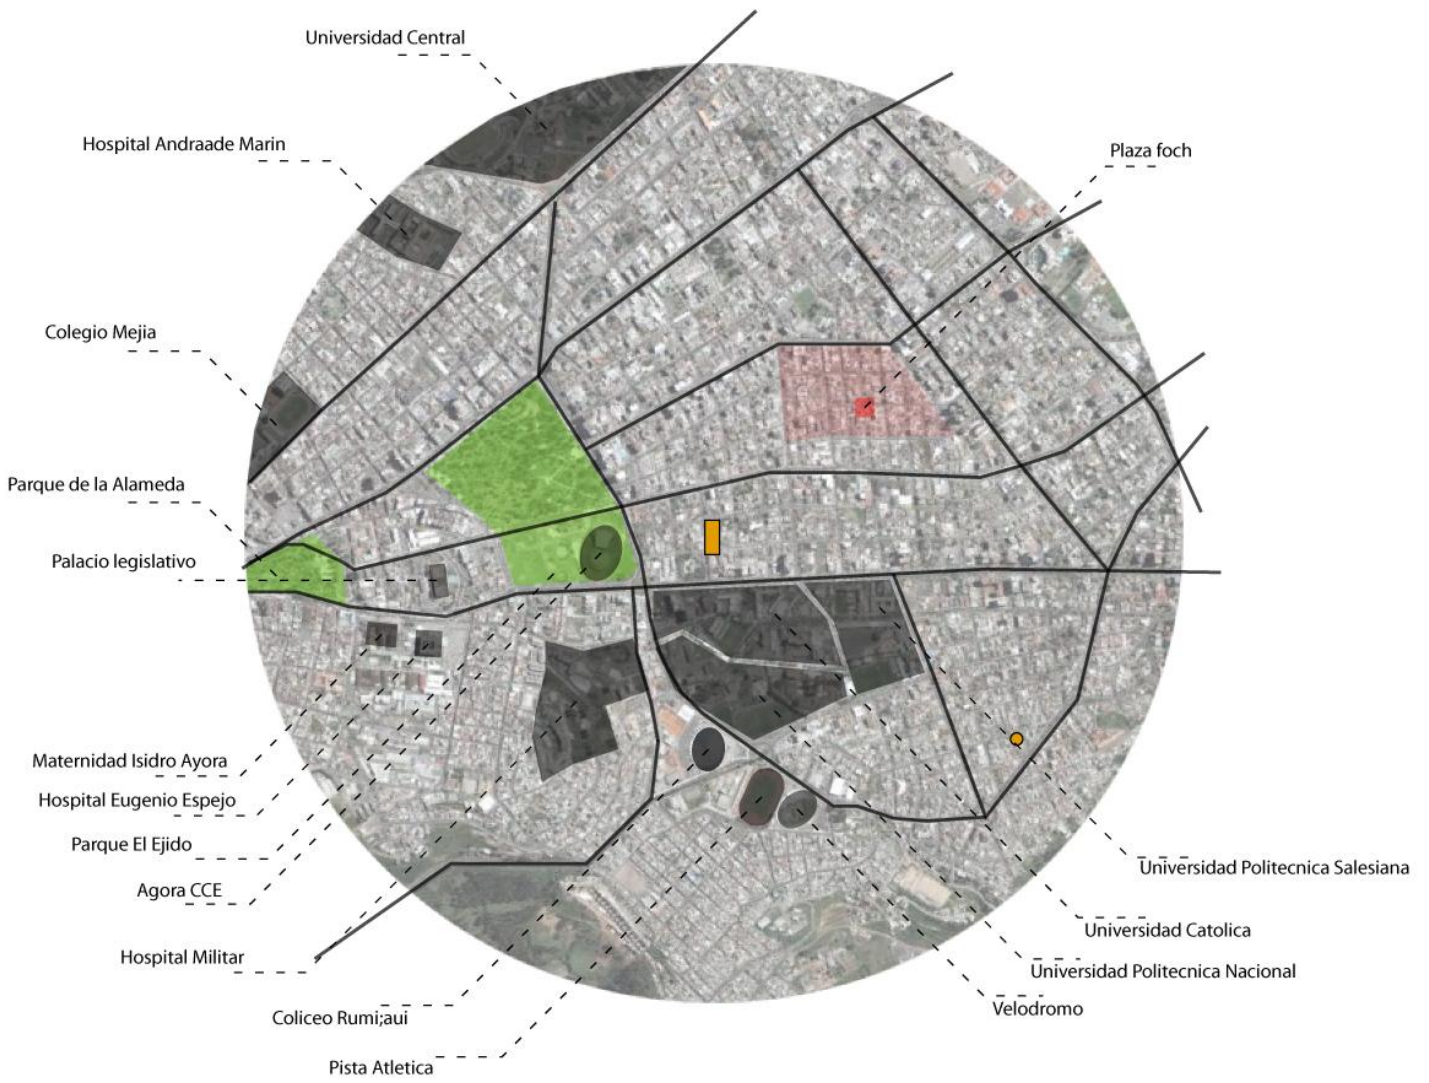 Universidad Central
Hospital Andraade Marin
Plaza foch
Colegio Mejia
Parque de la Alameda
Palacio legislativo
Maternidad Isidro Ayora
Hospital Eugenio Espejo
Parque El Ejido
Agora CCE
Hospital Militar
Coliceo Rumi;aui
Pista Atletica
Universidad Politecnica Salesiana
Universidad Catolica
Universidad Politecnica Nacional
Velodromo